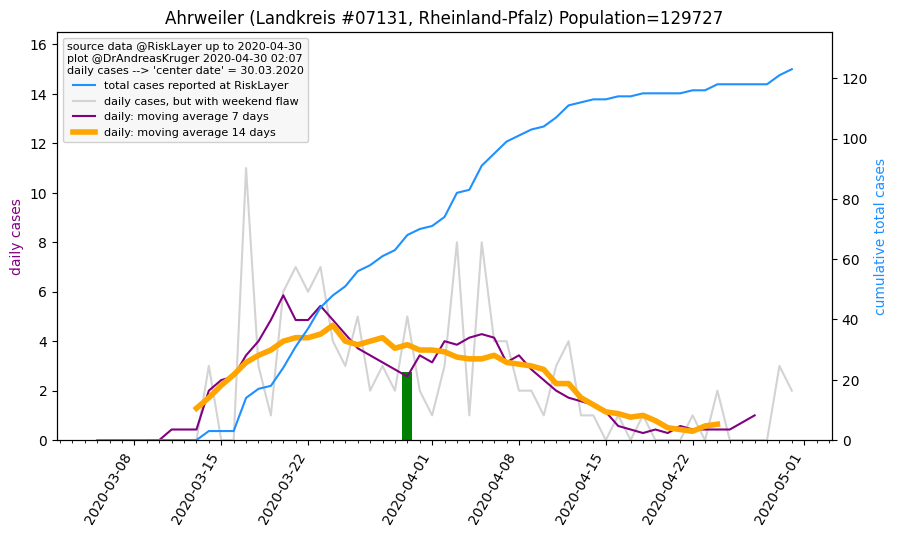 Ahrweiler (Landkreis #07131, Rheinland-Pfalz) Population=129727
source data @RiskLayer up to 2020-04-30
plot @DrAndreasKruger 2020-04-30 02:07
daily cases --> 'center date' = 30.03.2020
total cases reported at RiskLayer
daily cases, but with weekend flaw
daily: moving average 7 days
daily: moving average 14 days
daily cases
16
14
12
10
8
6
4
2
0
120
100
80
60
40
20
0
cumulative total cases
2020-03-08
2020-03-15
2020-03-22
2020-04-01
2020-04-08
2020-04-15
2020-04-22
2020-05-01